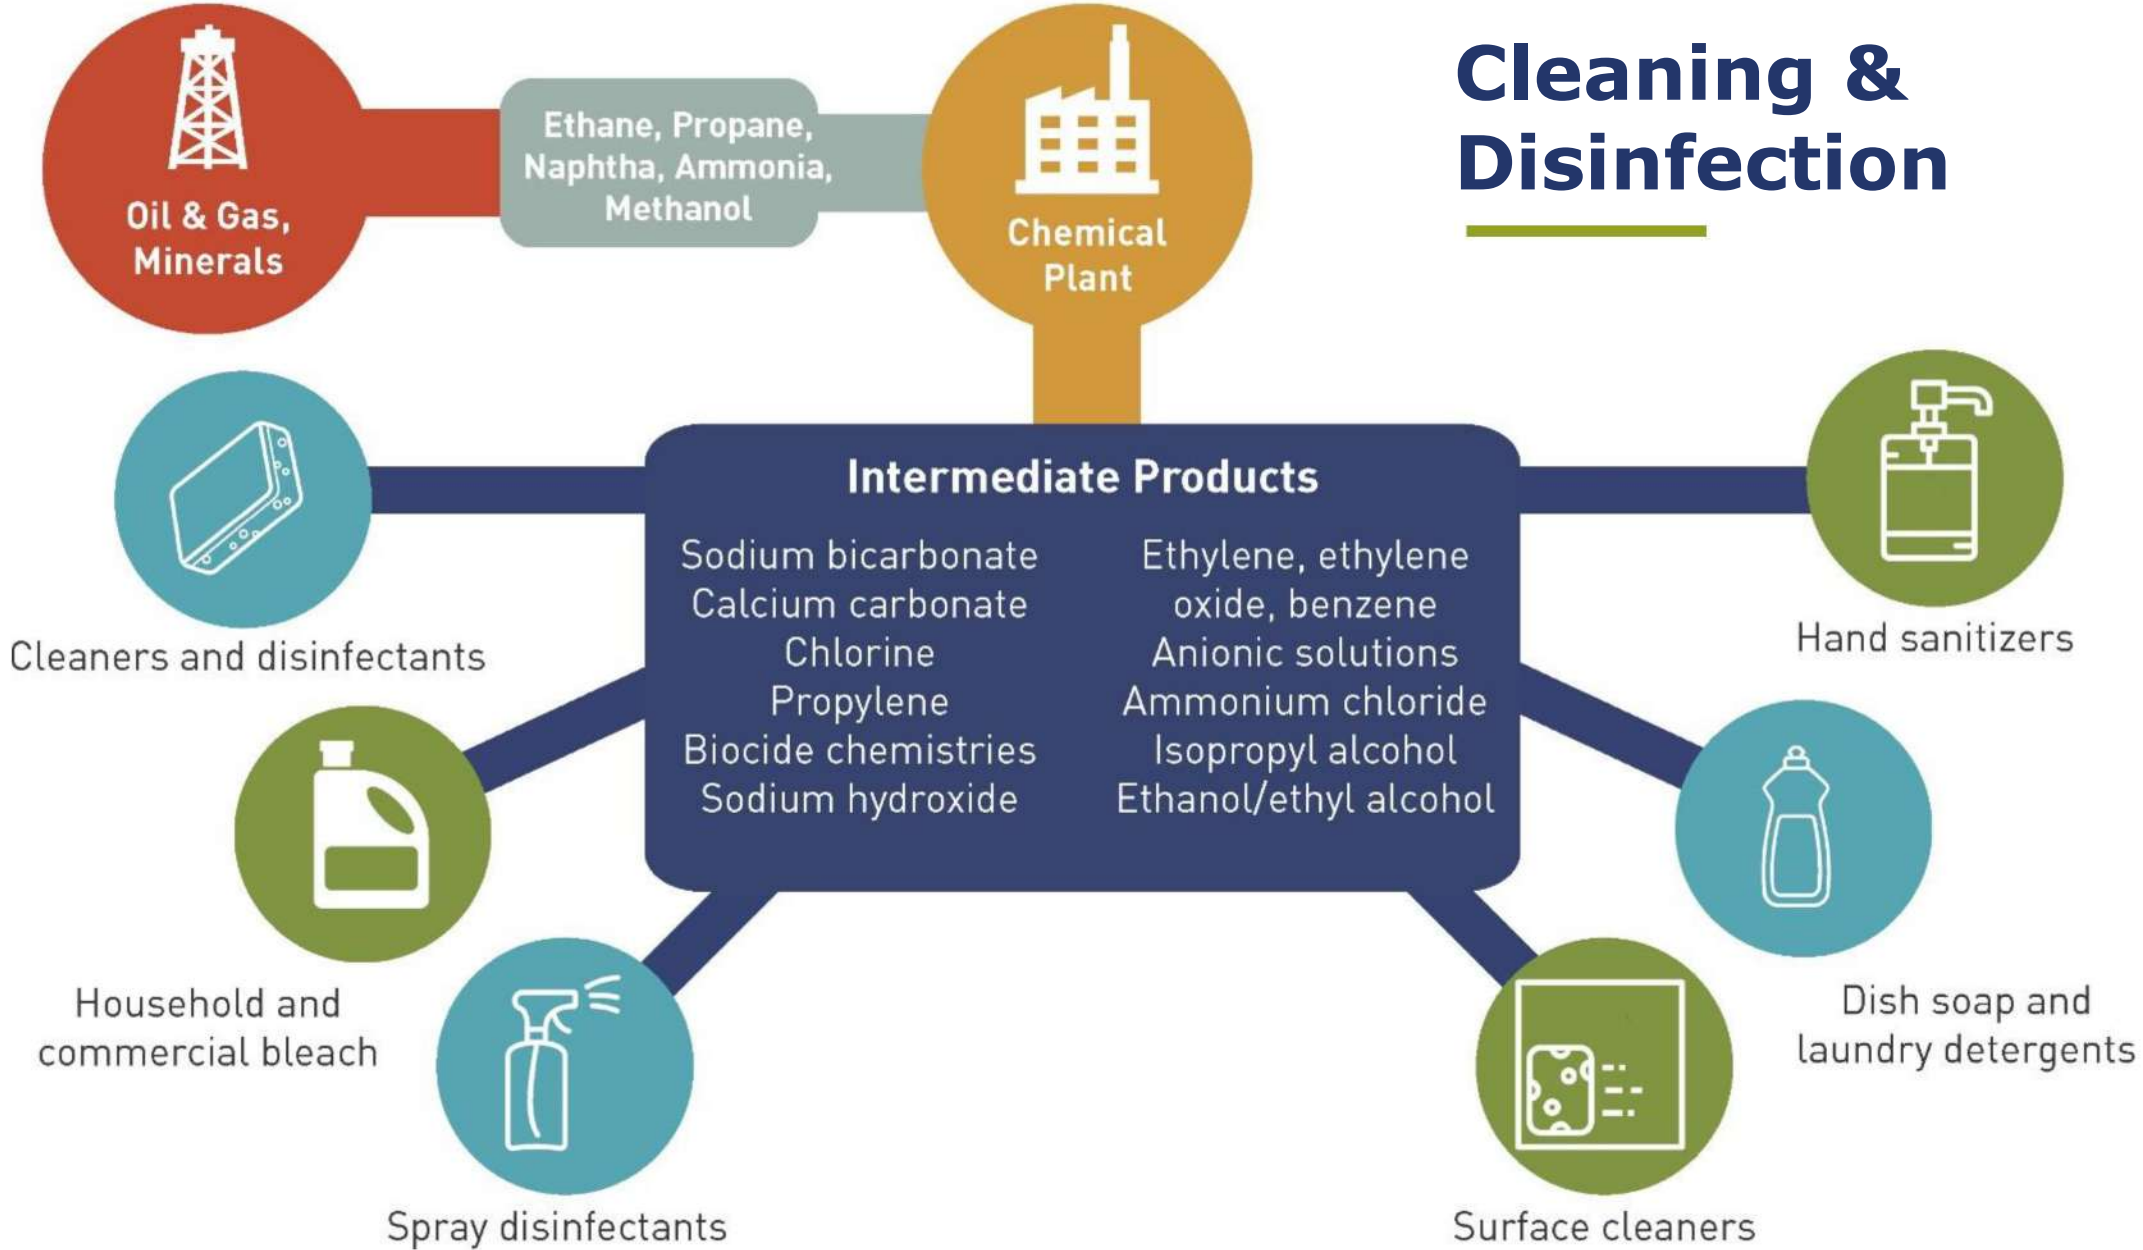 Cleaning &
Disinfection
Oil & Gas,
Minerals
Ethane, Propane,
Naphtha, Ammonia,
Methanol
Chemical
Plant
Intermediate Products
Sodium bicarbonate
Calcium carbonate
Chlorine
Propylene
Biocide chemistries
Sodium hydroxide
Ethylene, ethylene
oxide, benzene
Anionic solutions
Ammonium chloride
Isopropyl alcohol
Ethanol/ethyl alcohol
Cleaners and disinfectants
Household and
commercial bleach
Spray disinfectants
Hand sanitizers
Dish soap and
laundry detergents
Surface cleaners